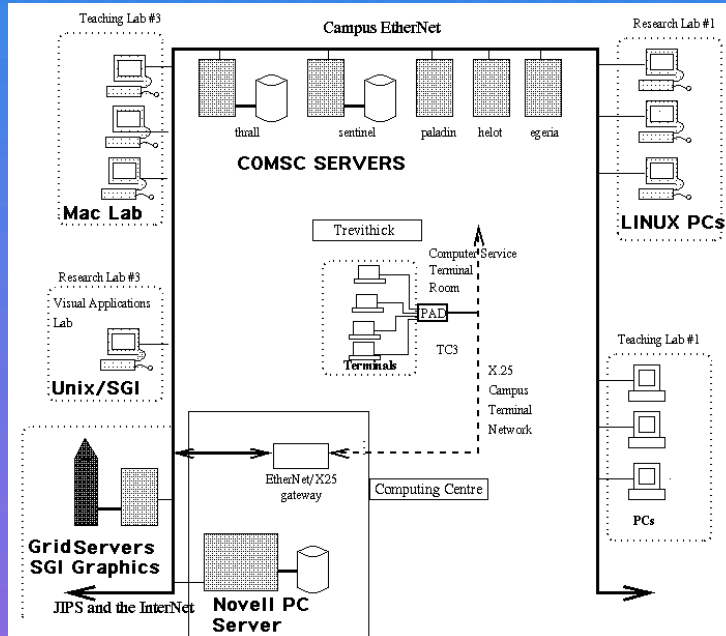 Teaching Lab #3
Campus EtherNet
Research Lab #1
thrall
sentinel
paladin
helot
egeria
COMSC SERVERS
Mac Lab
LINUX PCs
Trevithick
Computer Service
Terminal
Room
PAD
TC3
Terminals
Research Lab #3
Visual Applications
Lab
Unix/SGI
Teaching Lab #1
X.25
Campus
Terminal
Network
PCs
EtherNet/X25
gateway
Computing Centre
GridServers
SGI Graphics
JIPS and the InterNet
Novell PC
Server